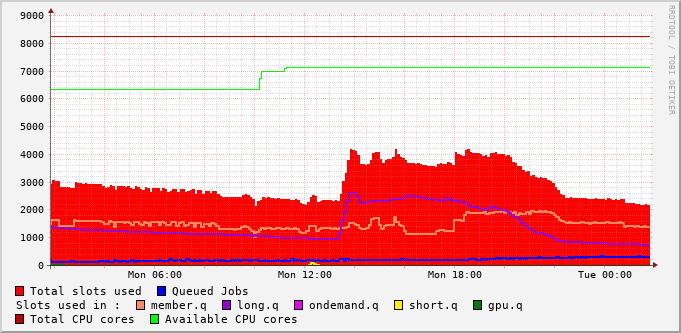 9000
8000
7000
6000
5000
4000
3000
2000
1000
0
Mon 06:00 Mon 12:00 Mon 18:00 Tue 00:00
Total slots used Queued Jobs
Slots used in : member.q long.q ondemand.q short.q gpu.q
Total CPU cores Available CPU cores
RRDTOOL / TOBI OETIKER